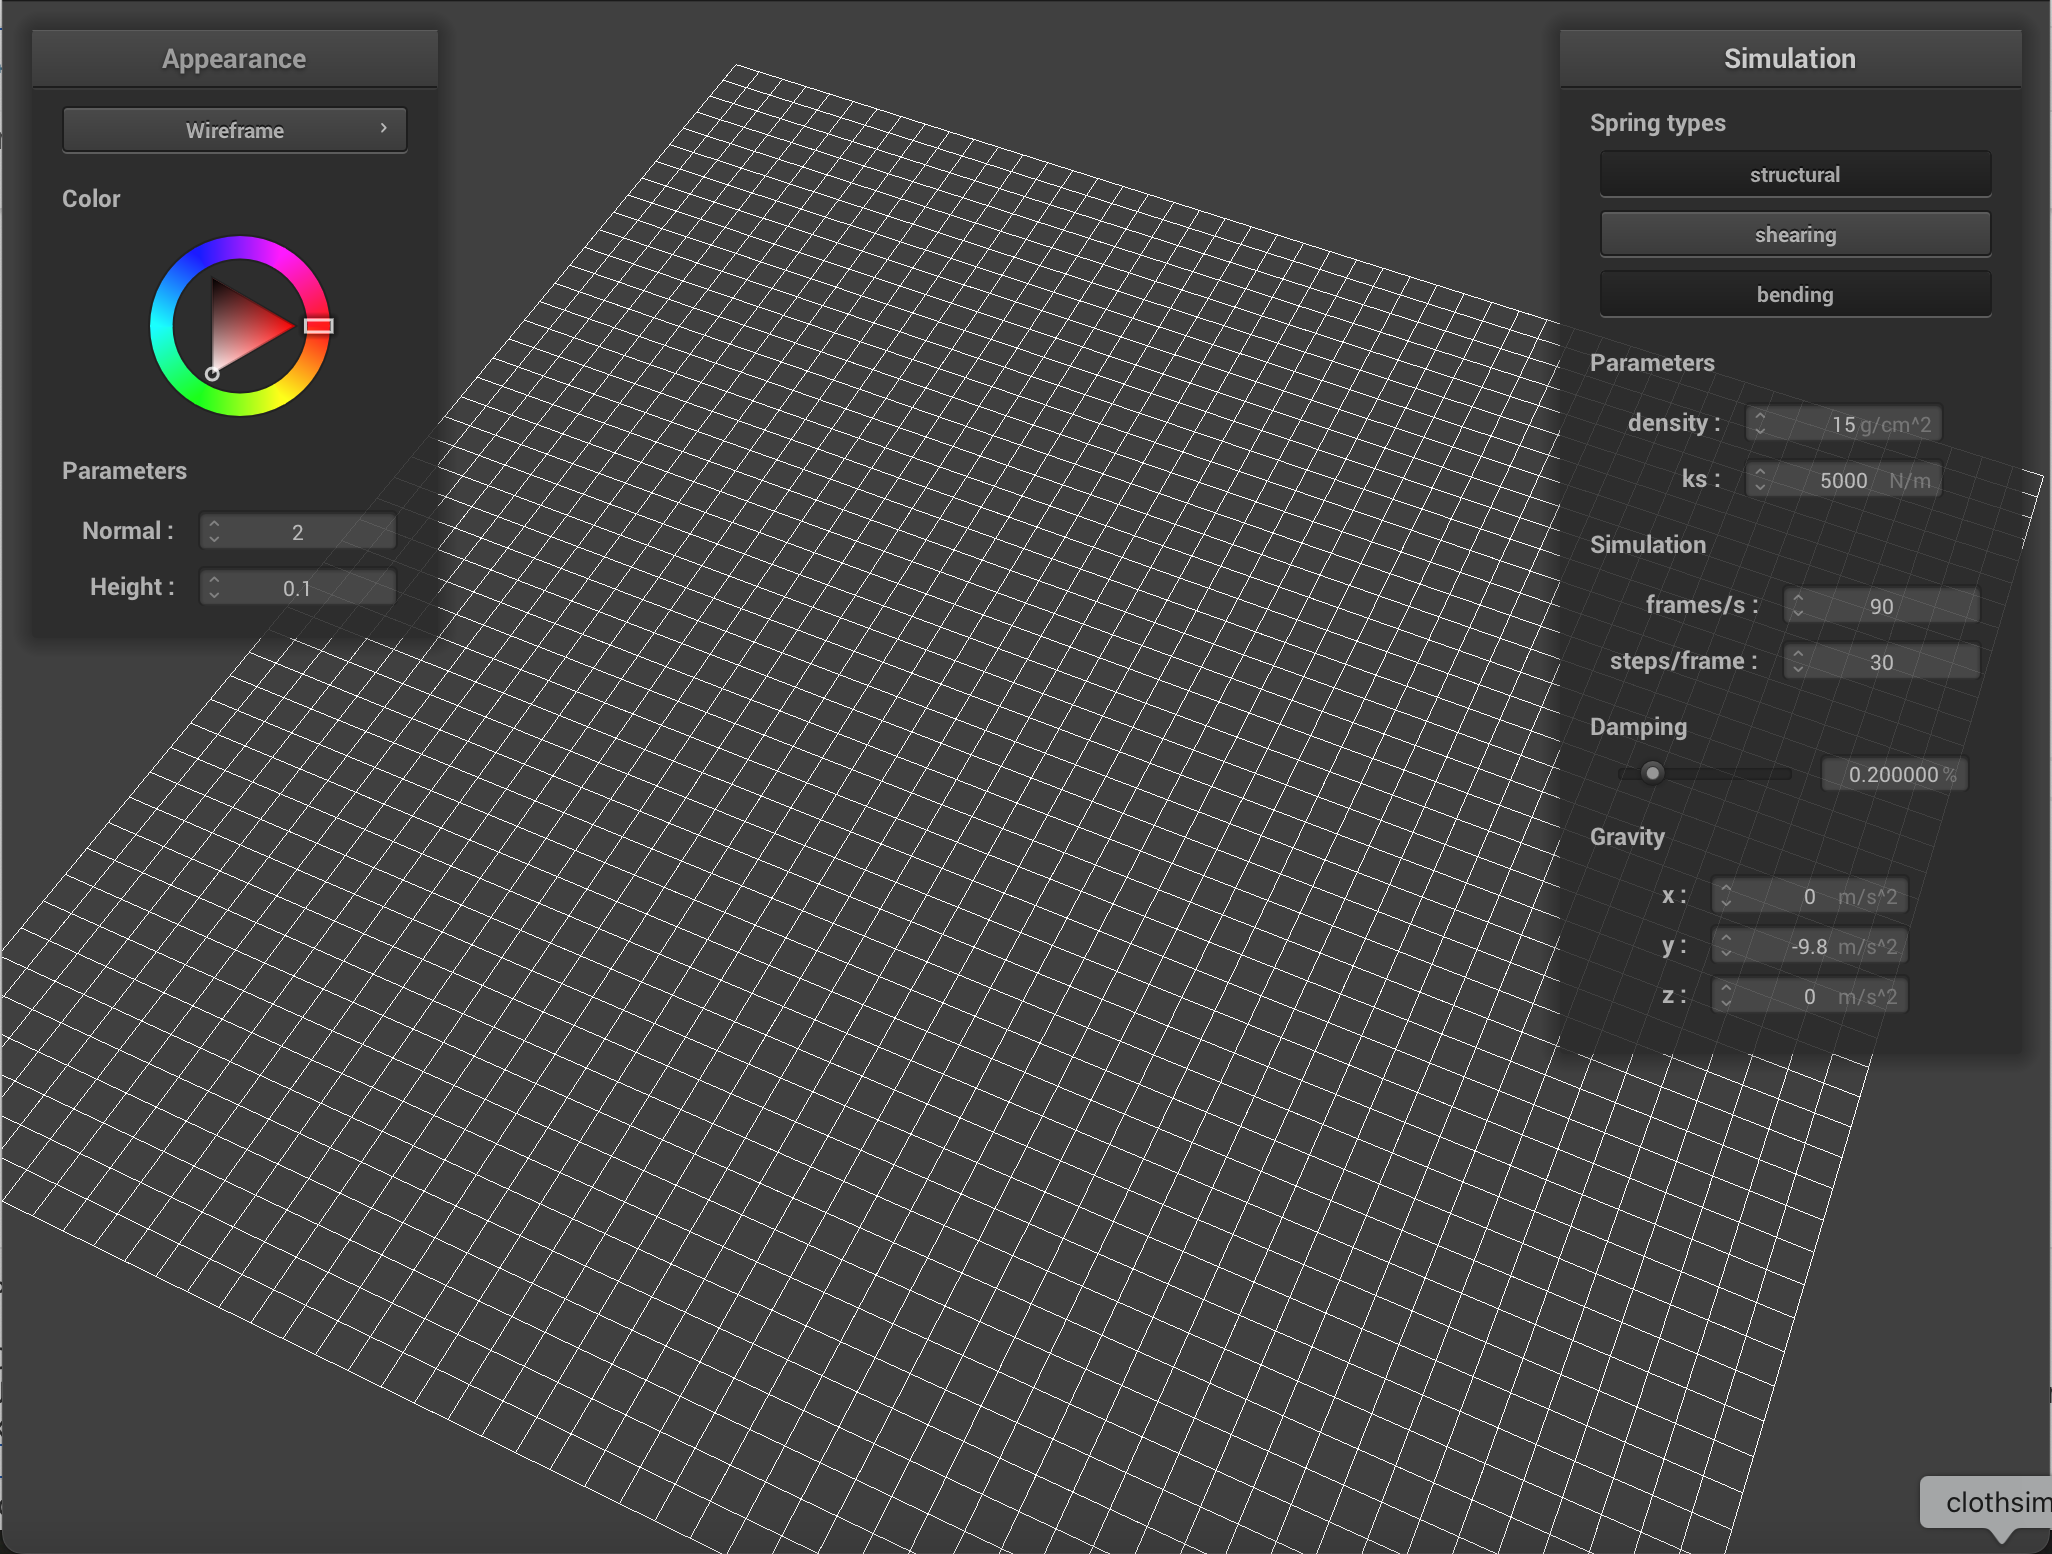 Appearance
Wireframe
Color
Parameters
Normal : 2
Height : 0.1
Simulation
Spring types
structural
shearing
bending
Parameters
density : 15 g/cm^2
ks : 5000 N/m
Simulation
frames/s : 90
steps/frame : 30
Damping
0.200000 %
Gravity
x : 0 m/s^2
y : -9.8 m/s^2
z : 0 m/s^2
clothsim